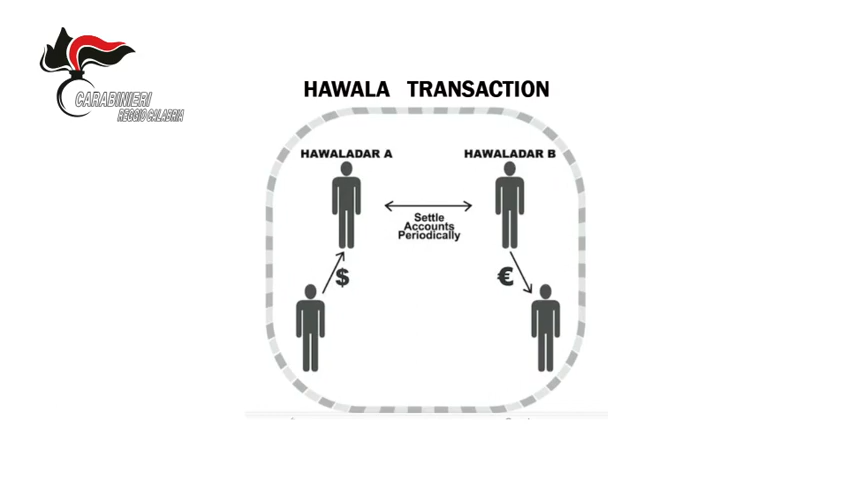 CARABINIERI
REGGIO CALABRIA
HAWALA TRANSACTION
HAWALADAR A
HAWALADAR B
Settle
Accounts
Periodically
$
€